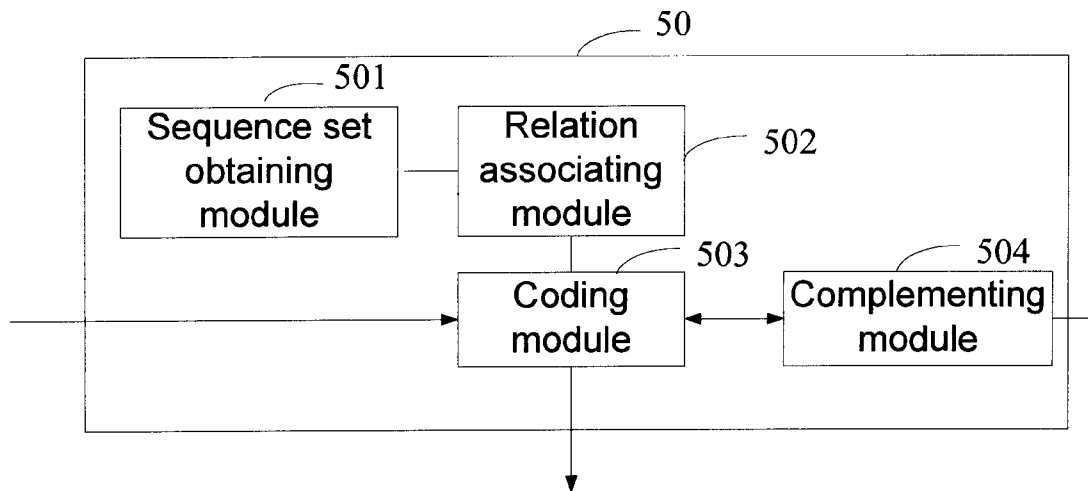 50
501
Sequence set
obtaining
module
Relation
associating
module
502
503
Coding
module
504
Complementing
module